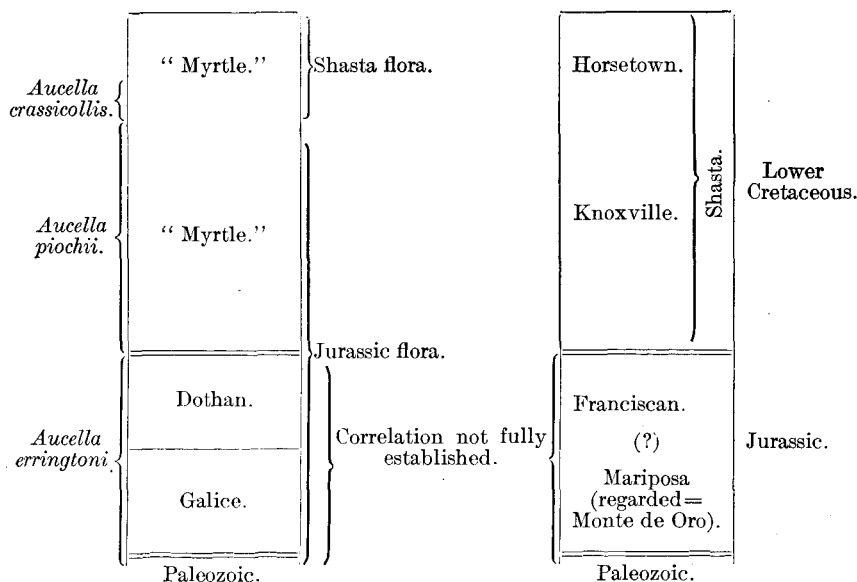 Aucella
crassicollis.
Aucella
piochii.
Aucella
erringtoni.
“ Myrtle.”
“ Myrtle.”
Dothan.
Galice.
Paleozoic.
Shasta flora.
Jurassic flora.
Correlation not fully
established.
Horsetown.
Knoxville.
Franciscan.
(?)
Mariposa
(regarded=
Monte de Oro).
Paleozoic.
Shasta.
Lower
Cretaceous.
Jurassic.